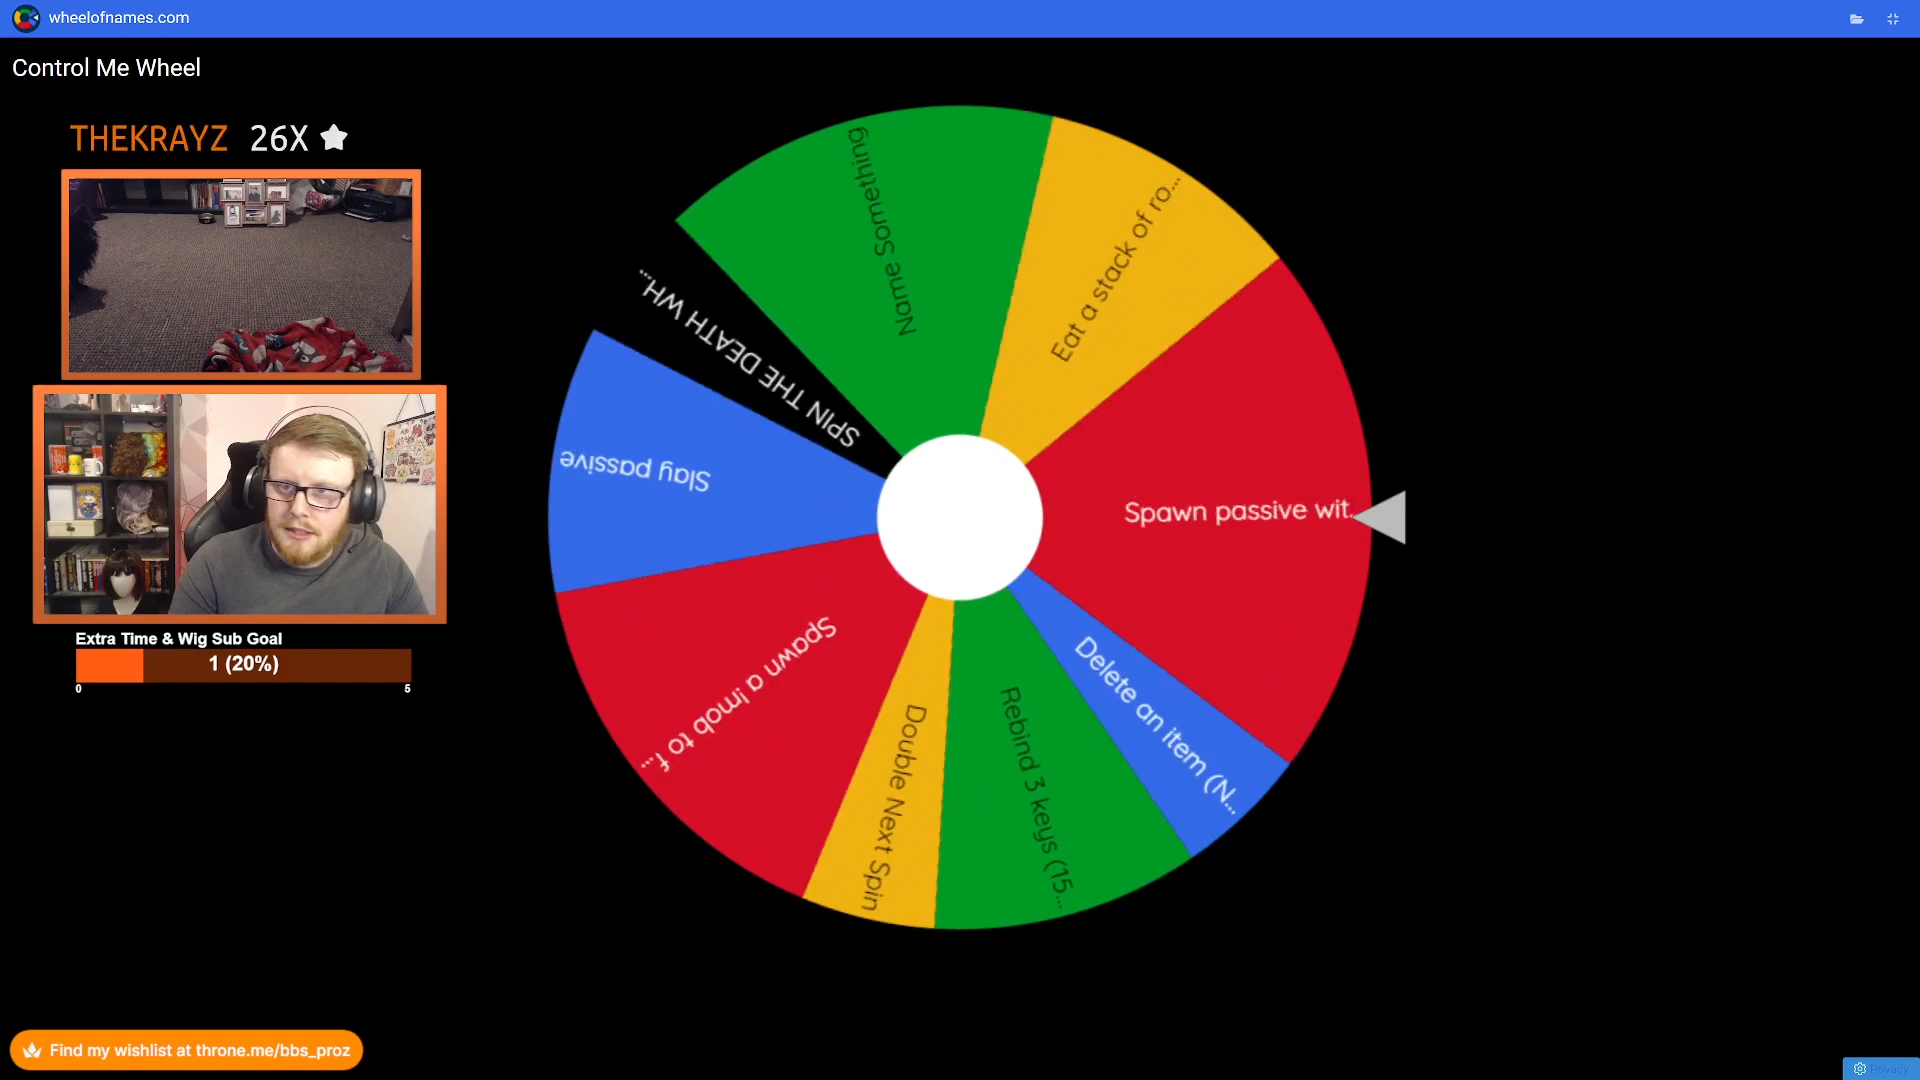 wheelofnames.com
Control Me Wheel
THEKRAYZ 26X
Name Something
Eat a stack of ro...
SPIN THE DEATH WH...
Slay passive
Spawn passive wit.
Spawn a 1mob to f...
Delete an item (N...
Double Next Spin
Rebind 3 keys (15...
Extra Time & Wig Sub Goal
1 (20%)
0 5
Find my wishlist at throne.me/bbs_proz
Privacy